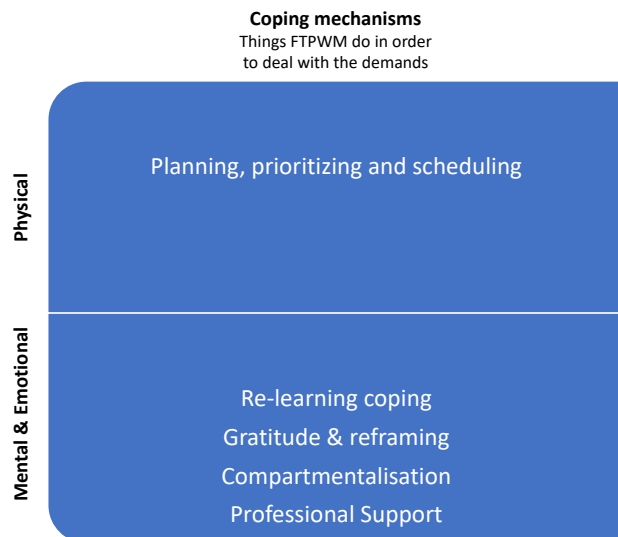 Coping mechanisms
Things FTPWM do in order
to deal with the demands
Physical
Planning, prioritizing and scheduling
Mental & Emotional
Re-learning coping
Gratitude & reframing
Compartmentalisation
Professional Support